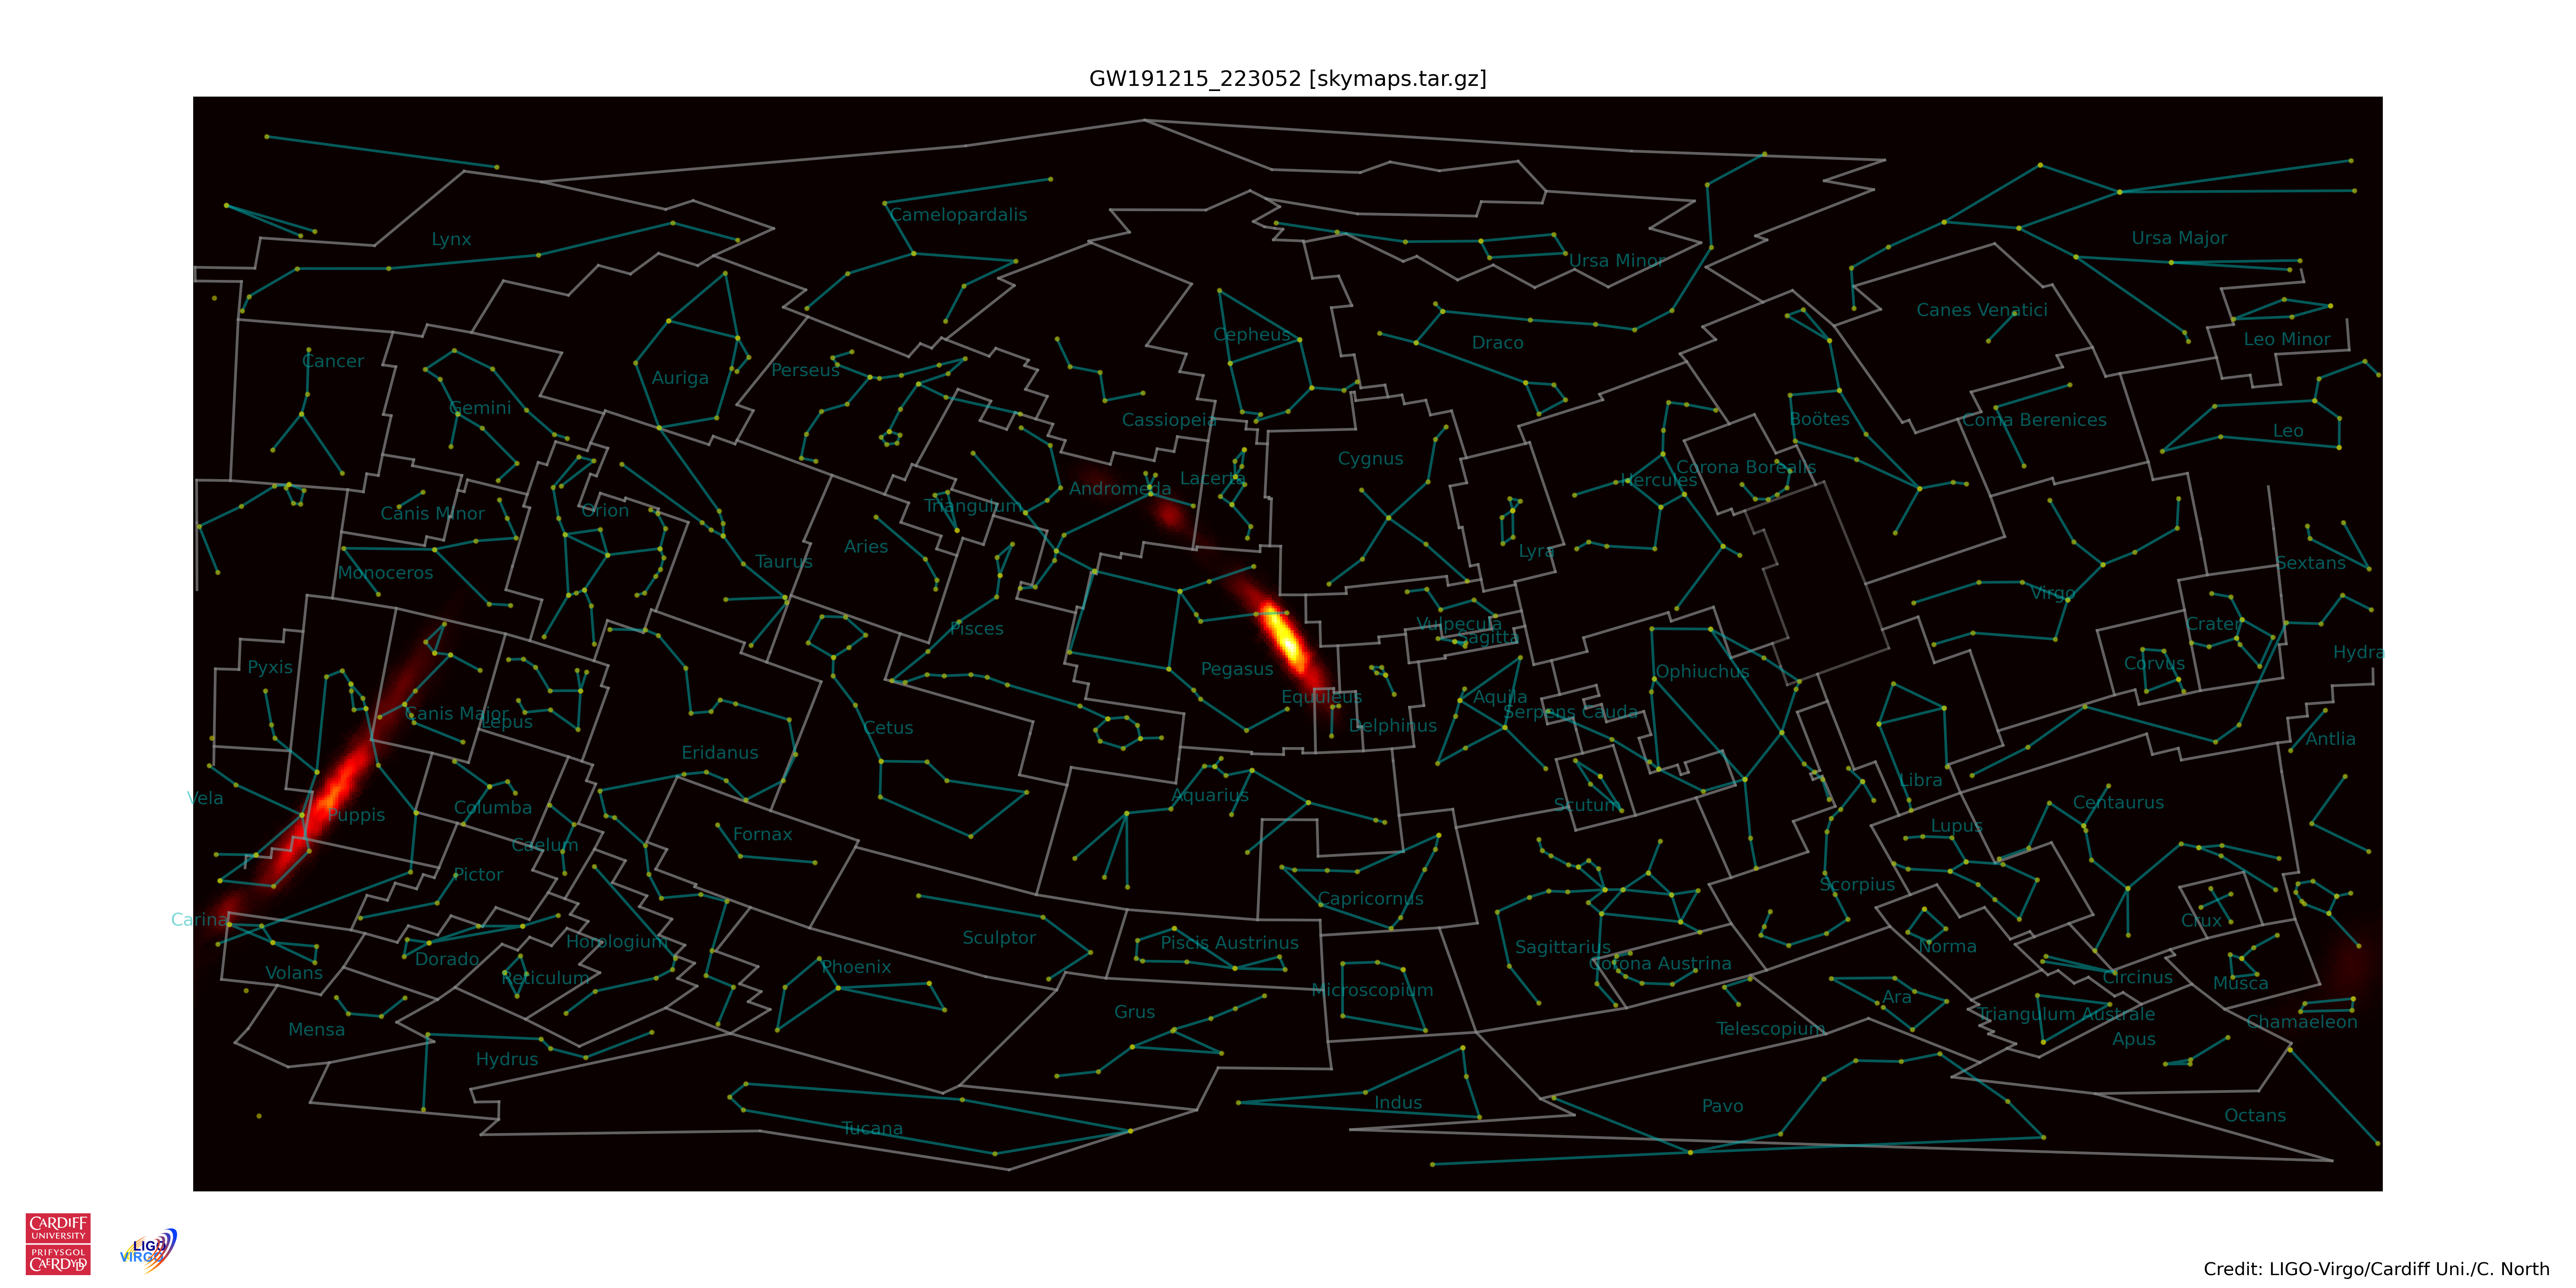 GW191215_223052 [skymaps.tar.gz]
Camelopardalis
Lynx
Ursa Major
Ursa Minor
Canes Venatici
Cepheus
Leo Minor
Draco
Cancer
Perseus
Auriga
Gemini
Cassiopeia
Boötes
Coma Berenices
Leo
Cygnus
Corona Borealis
Lacerta
Hercules
Andromeda
Triangulum
Orion
Canis Minor
Aries
Lyra
Taurus
Sextans
Monoceros
Virgo
Vulpecula
Crater
Pisces
Sagitta
Hydra
Corvus
Pyxis
Pegasus
Ophiuchus
Equuleus
Aquila
Canis Major
Serpens Cauda
Lepus
Cetus
Delphinus
Antlia
Eridanus
Libra
Aquarius
Vela
Centaurus
Scutum
Columba
Puppis
Lupus
Fornax
Caelum
Pictor
Scorpius
Capricornus
Carina
Crux
Sculptor
Horologium
Piscis Austrinus
Sagittarius
Norma
Dorado
Corona Austrina
Phoenix
Volans
Reticulum
Circinus
Musca
Microscopium
Ara
Grus
Triangulum Australe
Chamaeleon
Mensa
Telescopium
Apus
Hydrus
Indus
Pavo
Octans
Tucana
CARDIFF
UNIVERSITY
PRIFYSGOL
CAERDYDD
LIGO
VIRGO
Credit: LIGO-Virgo/Cardiff Uni./C. North